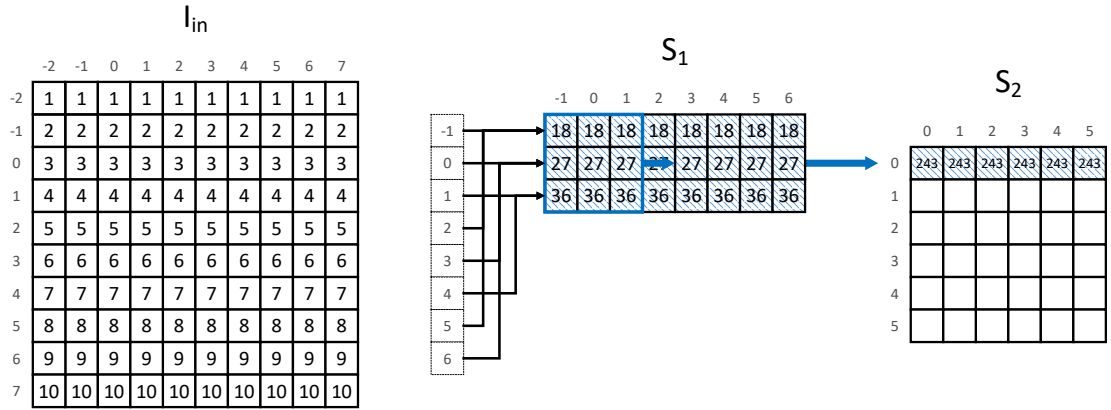 I_in
-2 -1 0 1 2 3 4 5 6 7
-2 1 1 1 1 1 1 1 1 1 1
-1 2 2 2 2 2 2 2 2 2 2
0 3 3 3 3 3 3 3 3 3 3
1 4 4 4 4 4 4 4 4 4 4
2 5 5 5 5 5 5 5 5 5 5
3 6 6 6 6 6 6 6 6 6 6
4 7 7 7 7 7 7 7 7 7 7
5 8 8 8 8 8 8 8 8 8 8
6 9 9 9 9 9 9 9 9 9 9
7 10 10 10 10 10 10 10 10 10 10
S_1
-1 0 1 2 3 4 5 6
-1 18 18 18 18 18 18 18 18
0 27 27 27 27 27 27 27 27
1 36 36 36 36 36 36 36 36
2
3
4
5
6
S_2
0 1 2 3 4 5
0 243 243 243 243 243 243
1
2
3
4
5